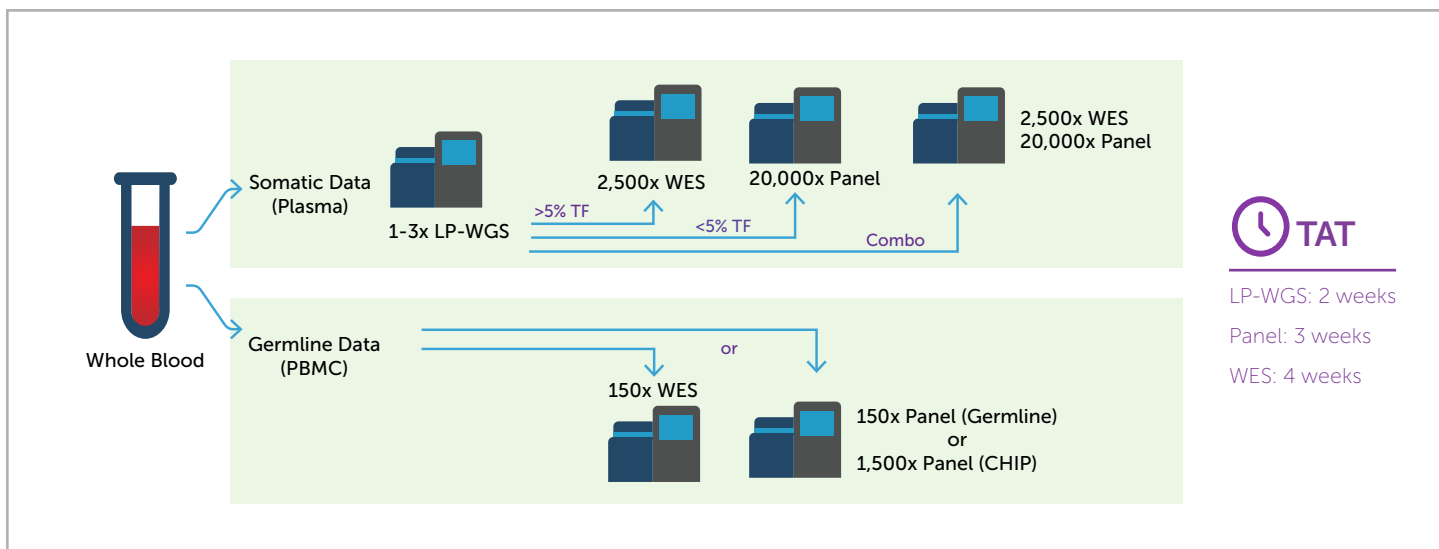 Whole Blood
Somatic Data
(Plasma)
1-3x LP-WGS
>5% TF
<5% TF
Combo
2,500x WES
20,000x Panel
2,500x WES
20,000x Panel
Germline Data
(PBMC)
or
150x WES
150x Panel (Germline)
or
1,500x Panel (CHIP)
TAT
LP-WGS: 2 weeks
Panel: 3 weeks
WES: 4 weeks